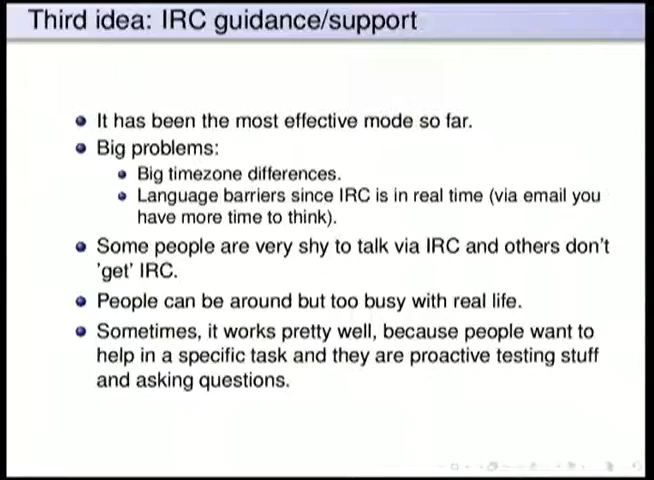 Third idea: IRC guidance/support
It has been the most effective mode so far.
Big problems:
Big timezone differences.
Language barriers since IRC is in real time (via email you
have more time to think).
Some people are very shy to talk via IRC and others don't
'get' IRC.
People can be around but too busy with real life.
Sometimes, it works pretty well, because people want to
help in a specific task and they are proactive testing stuff
and asking questions.